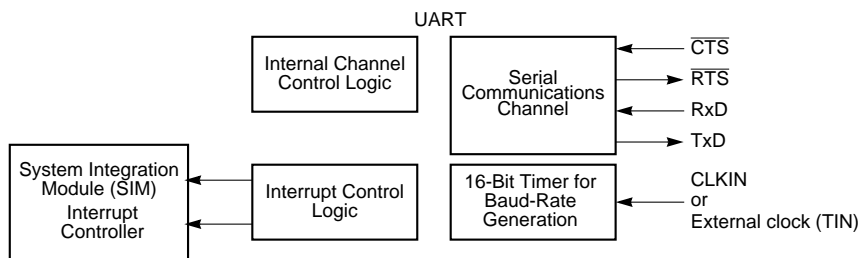 UART
Internal Channel
Control Logic
Serial
Communications
Channel
CTS
RTS
RxD
TxD
System Integration
Module (SIM)
Interrupt
Controller
Interrupt Control
Logic
16-Bit Timer for
Baud-Rate
Generation
CLKIN
or
External clock (TIN)